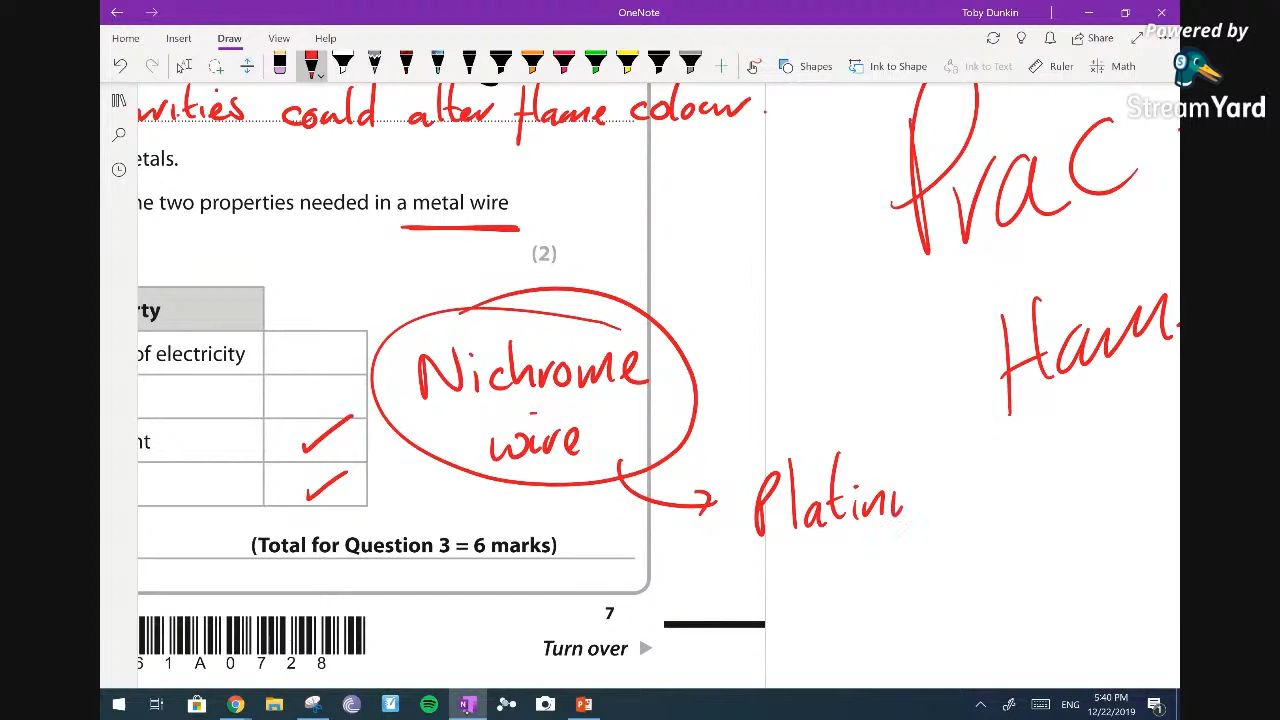 OneNote
Toby Dunkin
Powered by
StreamYard
Home Insert Draw View Help
Share
Shapes Ink to Shape Ink to Text Ruler Math
urities could alter flame colour.
etals.
ne two properties needed in a metal wire
(2)
rty
of electricity
nt
Nichrome
wire
Platinu
Prac
(Total for Question 3 = 6 marks)
7
Turn over
61A0728
5:40 PM
ENG
12/22/2019